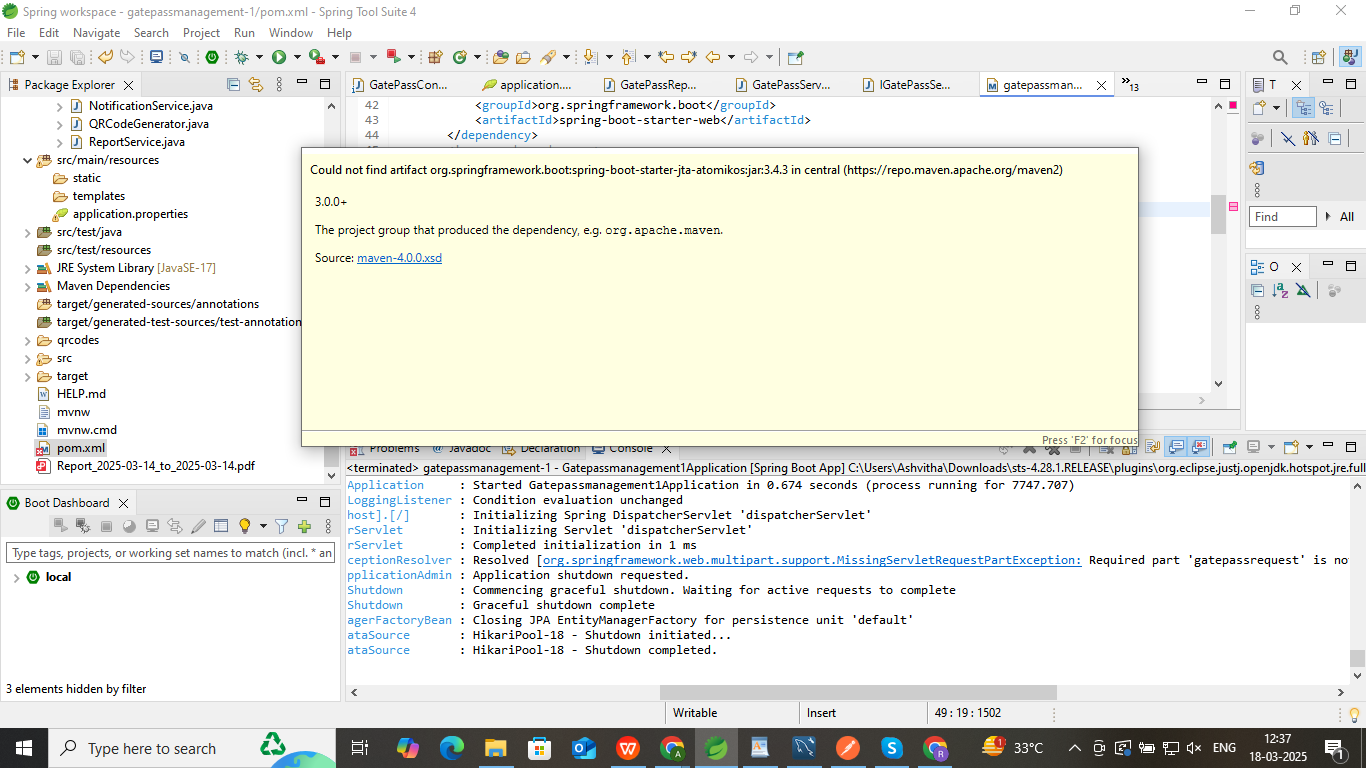 Spring workspace - gatepassmanagement-1/pom.xml - Spring Tool Suite 4
File Edit Navigate Search Project Run Window Help
Package Explorer
NotificationService.java
QRCodeGenerator.java
ReportService.java
src/main/resources
static
templates
application.properties
src/test/java
src/test/resources
JRE System Library [JavaSE-17]
Maven Dependencies
target/generated-sources/annotations
target/generated-test-sources/test-annotation
qrcodes
src
target
HELP.md
mvnw
mvnw.cmd
pom.xml
Report_2025-03-14_to_2025-03-14.pdf
GatePassCon... application.... GatePassRep... GatePassServ... IGatePassSe... gatepassman... »13
42 <groupId>org.springframework.boot</groupId>
43 <artifactId>spring-boot-starter-web</artifactId>
44 </dependency>
Could not find artifact org.springframework.boot:spring-boot-starter-jta-atomikos:jar:3.4.3 in central (https://repo.maven.apache.org/maven2)
3.0.0+
The project group that produced the dependency, e.g. org.apache.maven.
Source: maven-4.0.0.xsd
Press 'F2' for focus
T
Find All
O
Problems Javadoc Declaration Console
<terminated> gatepassmanagement-1 - Gatepassmanagement1Application [Spring Boot App] C:\Users\Ashvitha\Downloads\sts-4.28.1.RELEASE\plugins\org.eclipse.justj.openjdk.hotspot.jre.full
Application : Started Gatepassmanagement1Application in 0.674 seconds (process running for 7747.707)
LoggingListener : Condition evaluation unchanged
host].[/] : Initializing Spring DispatcherServlet 'dispatcherServlet'
rServlet : Initializing Servlet 'dispatcherServlet'
rServlet : Completed initialization in 1 ms
ceptionResolver : Resolved [org.springframework.web.multipart.support.MissingServletRequestPartException: Required part 'gatepassrequest' is no
pplicationAdmin : Application shutdown requested.
Shutdown : Commencing graceful shutdown. Waiting for active requests to complete
Shutdown : Graceful shutdown complete
agerFactoryBean : Closing JPA EntityManagerFactory for persistence unit 'default'
ataSource : HikariPool-18 - Shutdown initiated...
ataSource : HikariPool-18 - Shutdown completed.
Boot Dashboard
Type tags, projects, or working set names to match (incl. * an
local
3 elements hidden by filter
Writable Insert 49 : 19 : 1502
Type here to search
33°C ENG
12:37
18-03-2025